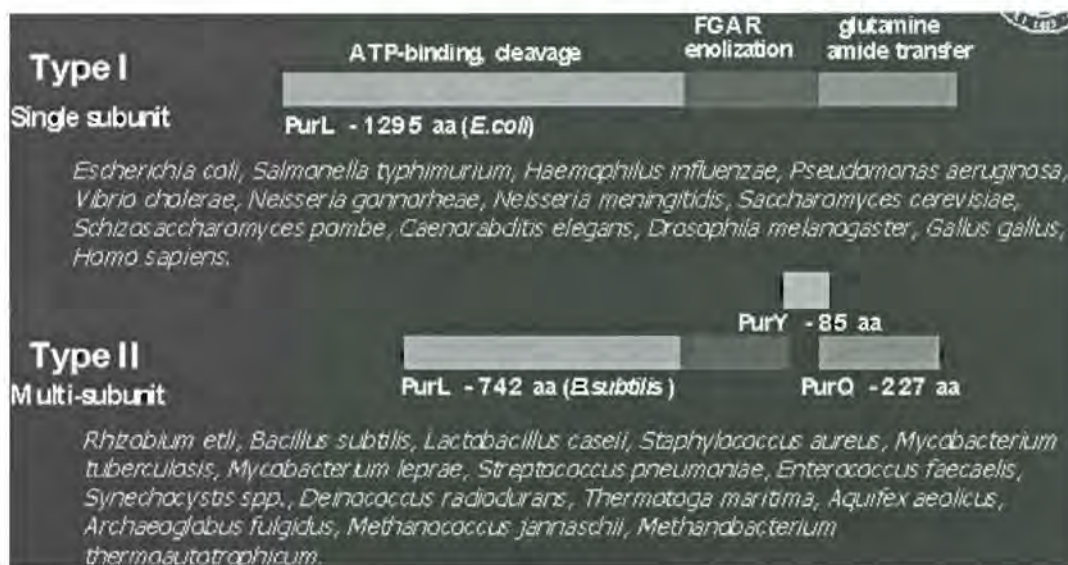 FGAR
enolization
glutamine
amide transfer
ATP-binding, cleavage
Type I
Single subunit
PurL - 1295 aa (E.coli)
Escherichia coli, Salmonella typhimurium, Haemophilus influenzae, Pseudomonas aeruginosa,
Vibrio cholerae, Neisseria gonnorheae, Neisseria meningitidis, Saccharomyces cerevisiae,
Schizosaccharomyces pombe, Caenorabditis elegans, Drosophila melanogaster, Gallus gallus,
Homo sapiens.
PurY - 85 aa
Type II
Multi-subunit
PurL - 742 aa (B.subtilis)
PurQ - 227 aa
Rhizobium etli, Bacillus subtilis, Lactobacillus caseii, Staphylococcus aureus, Mycobacterium
tuberculosis, Mycobacterium leprae, Streptococcus pneumoniae, Enterococcus faecaelis,
Synechocystis spp., Deinococcus radiodurans, Thermotoga maritima, Aquifex aeolicus,
Archaeoglobus fulgidus, Methanococcus jannaschii, Methanobacterium
thermoautotrophicum.